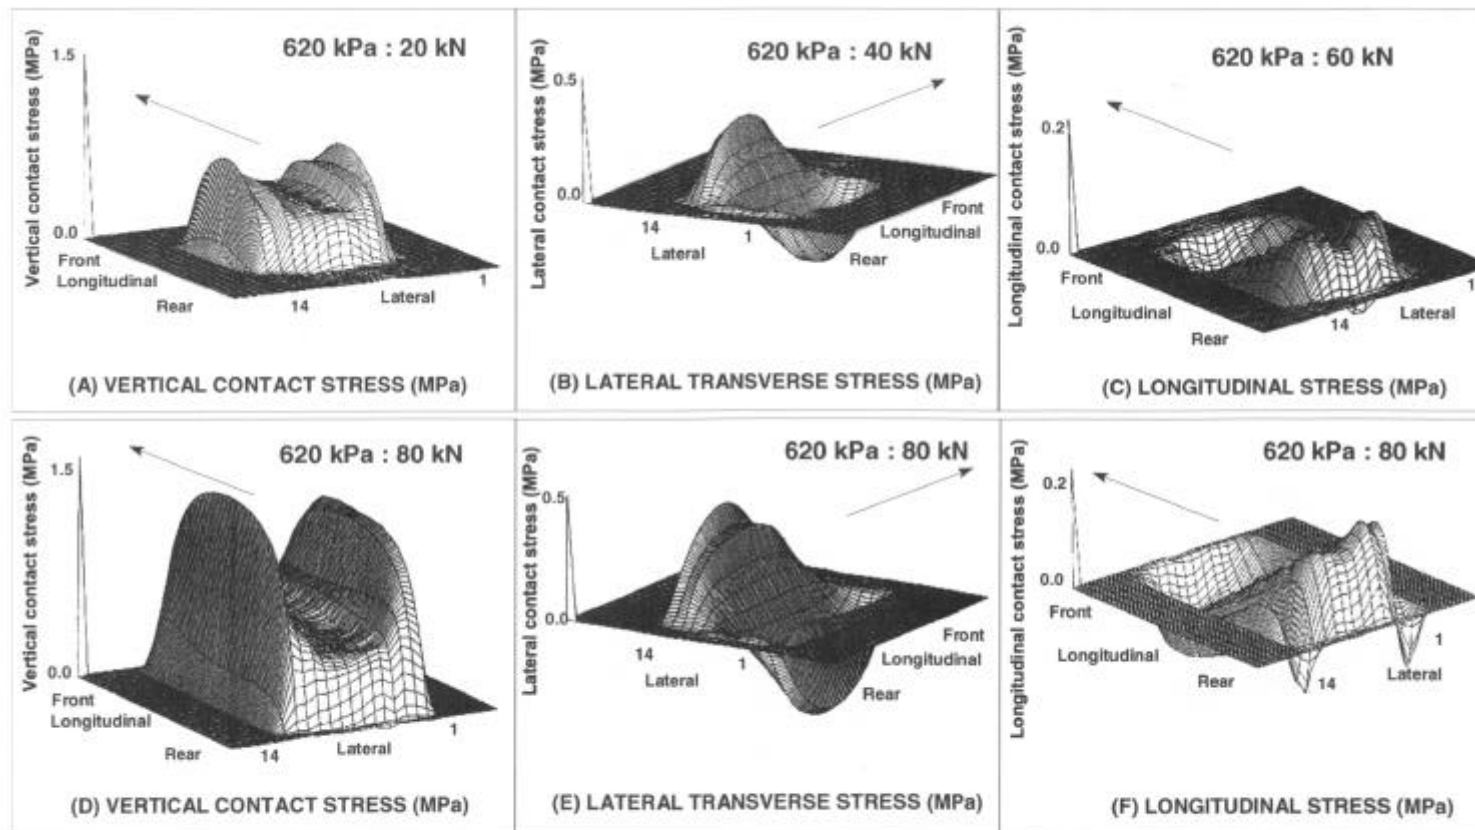 620 kPa : 20 kN
Vertical contact stress (MPa)
1.5
0.0
Front
Longitudinal
Rear
14
Lateral
1
(A) VERTICAL CONTACT STRESS (MPa)
620 kPa : 40 kN
Lateral contact stress (MPa)
0.5
0.0
14
Lateral
1
Front
Longitudinal
Rear
(B) LATERAL TRANSVERSE STRESS (MPa)
620 kPa : 60 kN
Longitudinal contact stress (MPa)
0.2
0.0
Front
Longitudinal
Rear
14
Lateral
1
(C) LONGITUDINAL STRESS (MPa)
620 kPa : 80 kN
Vertical contact stress (MPa)
1.5
0.0
Front
Longitudinal
Rear
14
Lateral
1
(D) VERTICAL CONTACT STRESS (MPa)
620 kPa : 80 kN
Lateral contact stress (MPa)
0.5
0.0
14
Lateral
1
Front
Longitudinal
Rear
(E) LATERAL TRANSVERSE STRESS (MPa)
620 kPa : 80 kN
Longitudinal contact stress (MPa)
0.2
0.0
Front
Longitudinal
Rear
14
Lateral
1
(F) LONGITUDINAL STRESS (MPa)